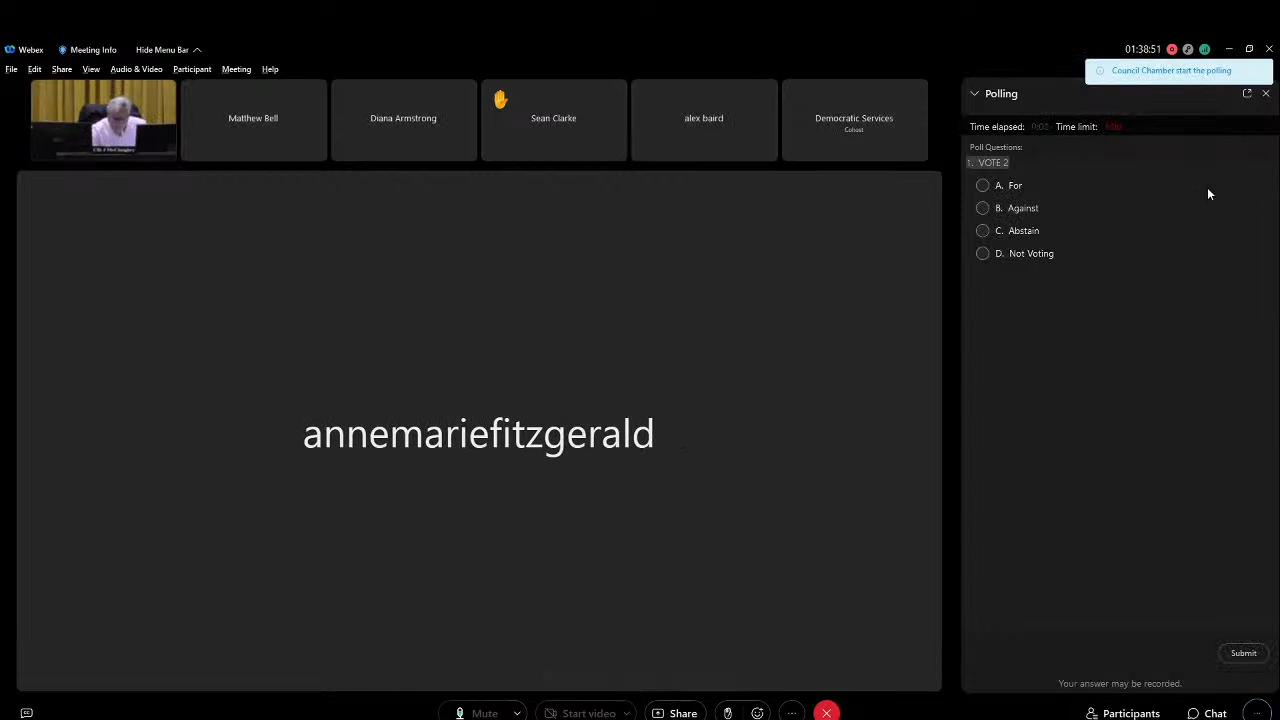 Webex
Meeting Info
Hide Menu Bar
01:38:51
File
Edit
Share
View
Audio & Video
Participant
Meeting
Help
Council Chamber start the polling
Matthew Bell
Diana Armstrong
Sean Clarke
alex baird
Democratic Services
Cohost
annemariefitzgerald
Polling
Time elapsed:
Time limit:
Poll Questions:
1. VOTE 2
A. For
B. Against
C. Abstain
D. Not Voting
Submit
Your answer may be recorded.
Mute
Start video
Share
Participants
Chat